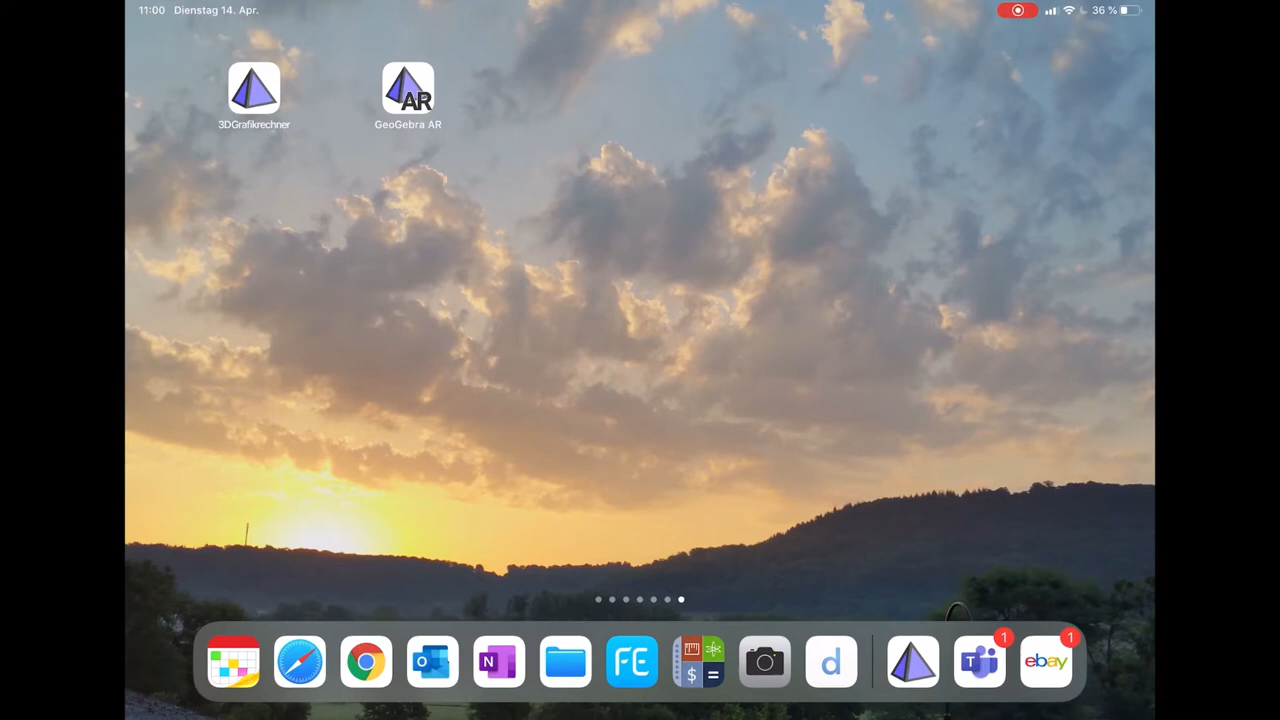 11:00 Dienstag 14. Apr.
36 %
3DGrafikrechner
AR
GeoGebra AR
O
N
FE
$
d
T
1
ebay
1